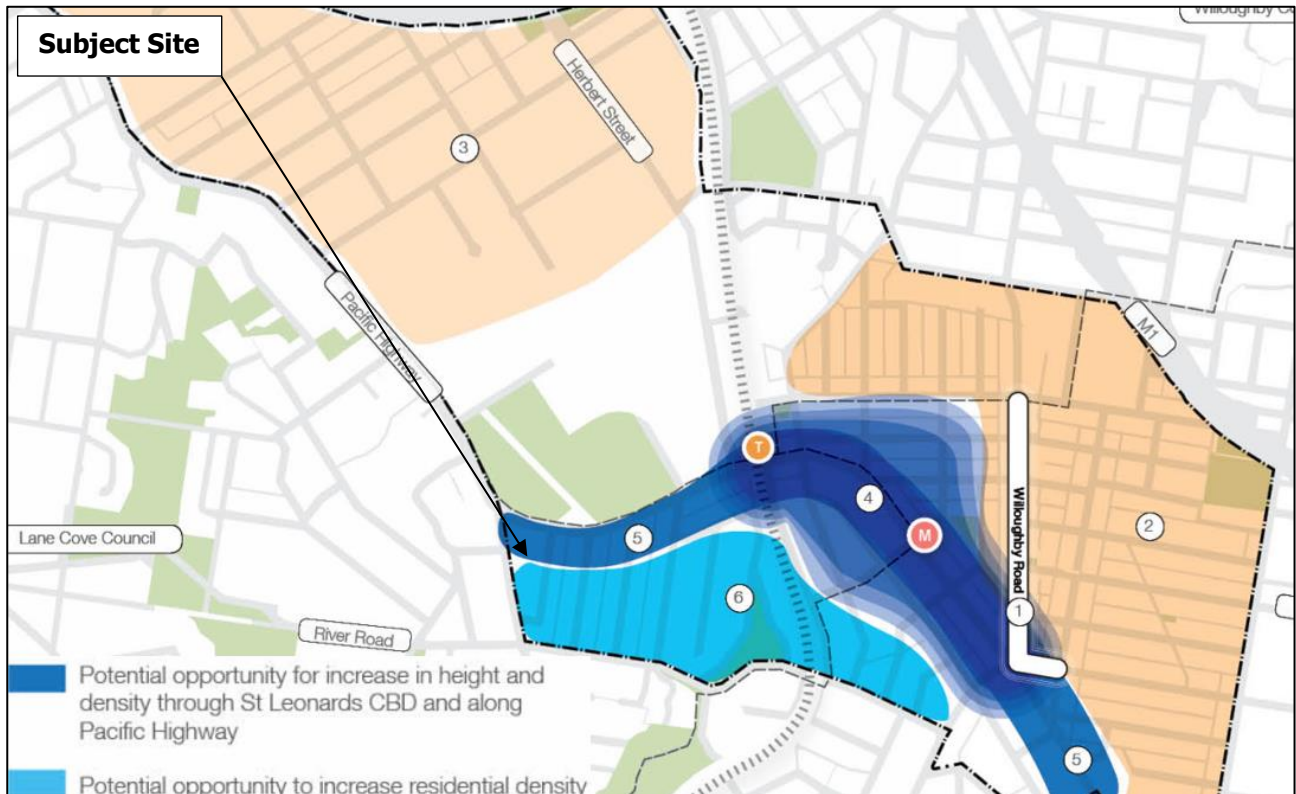 Subject Site
Willoughby Co
Herbert Street
3
Pacific Highway
M1
T
4
Willoughby Road
2
5
M
Lane Cove Council
6
1
River Road
Potential opportunity for increase in height and
density through St Leonards CBD and along
Pacific Highway
5
Potential opportunity to increase residential density